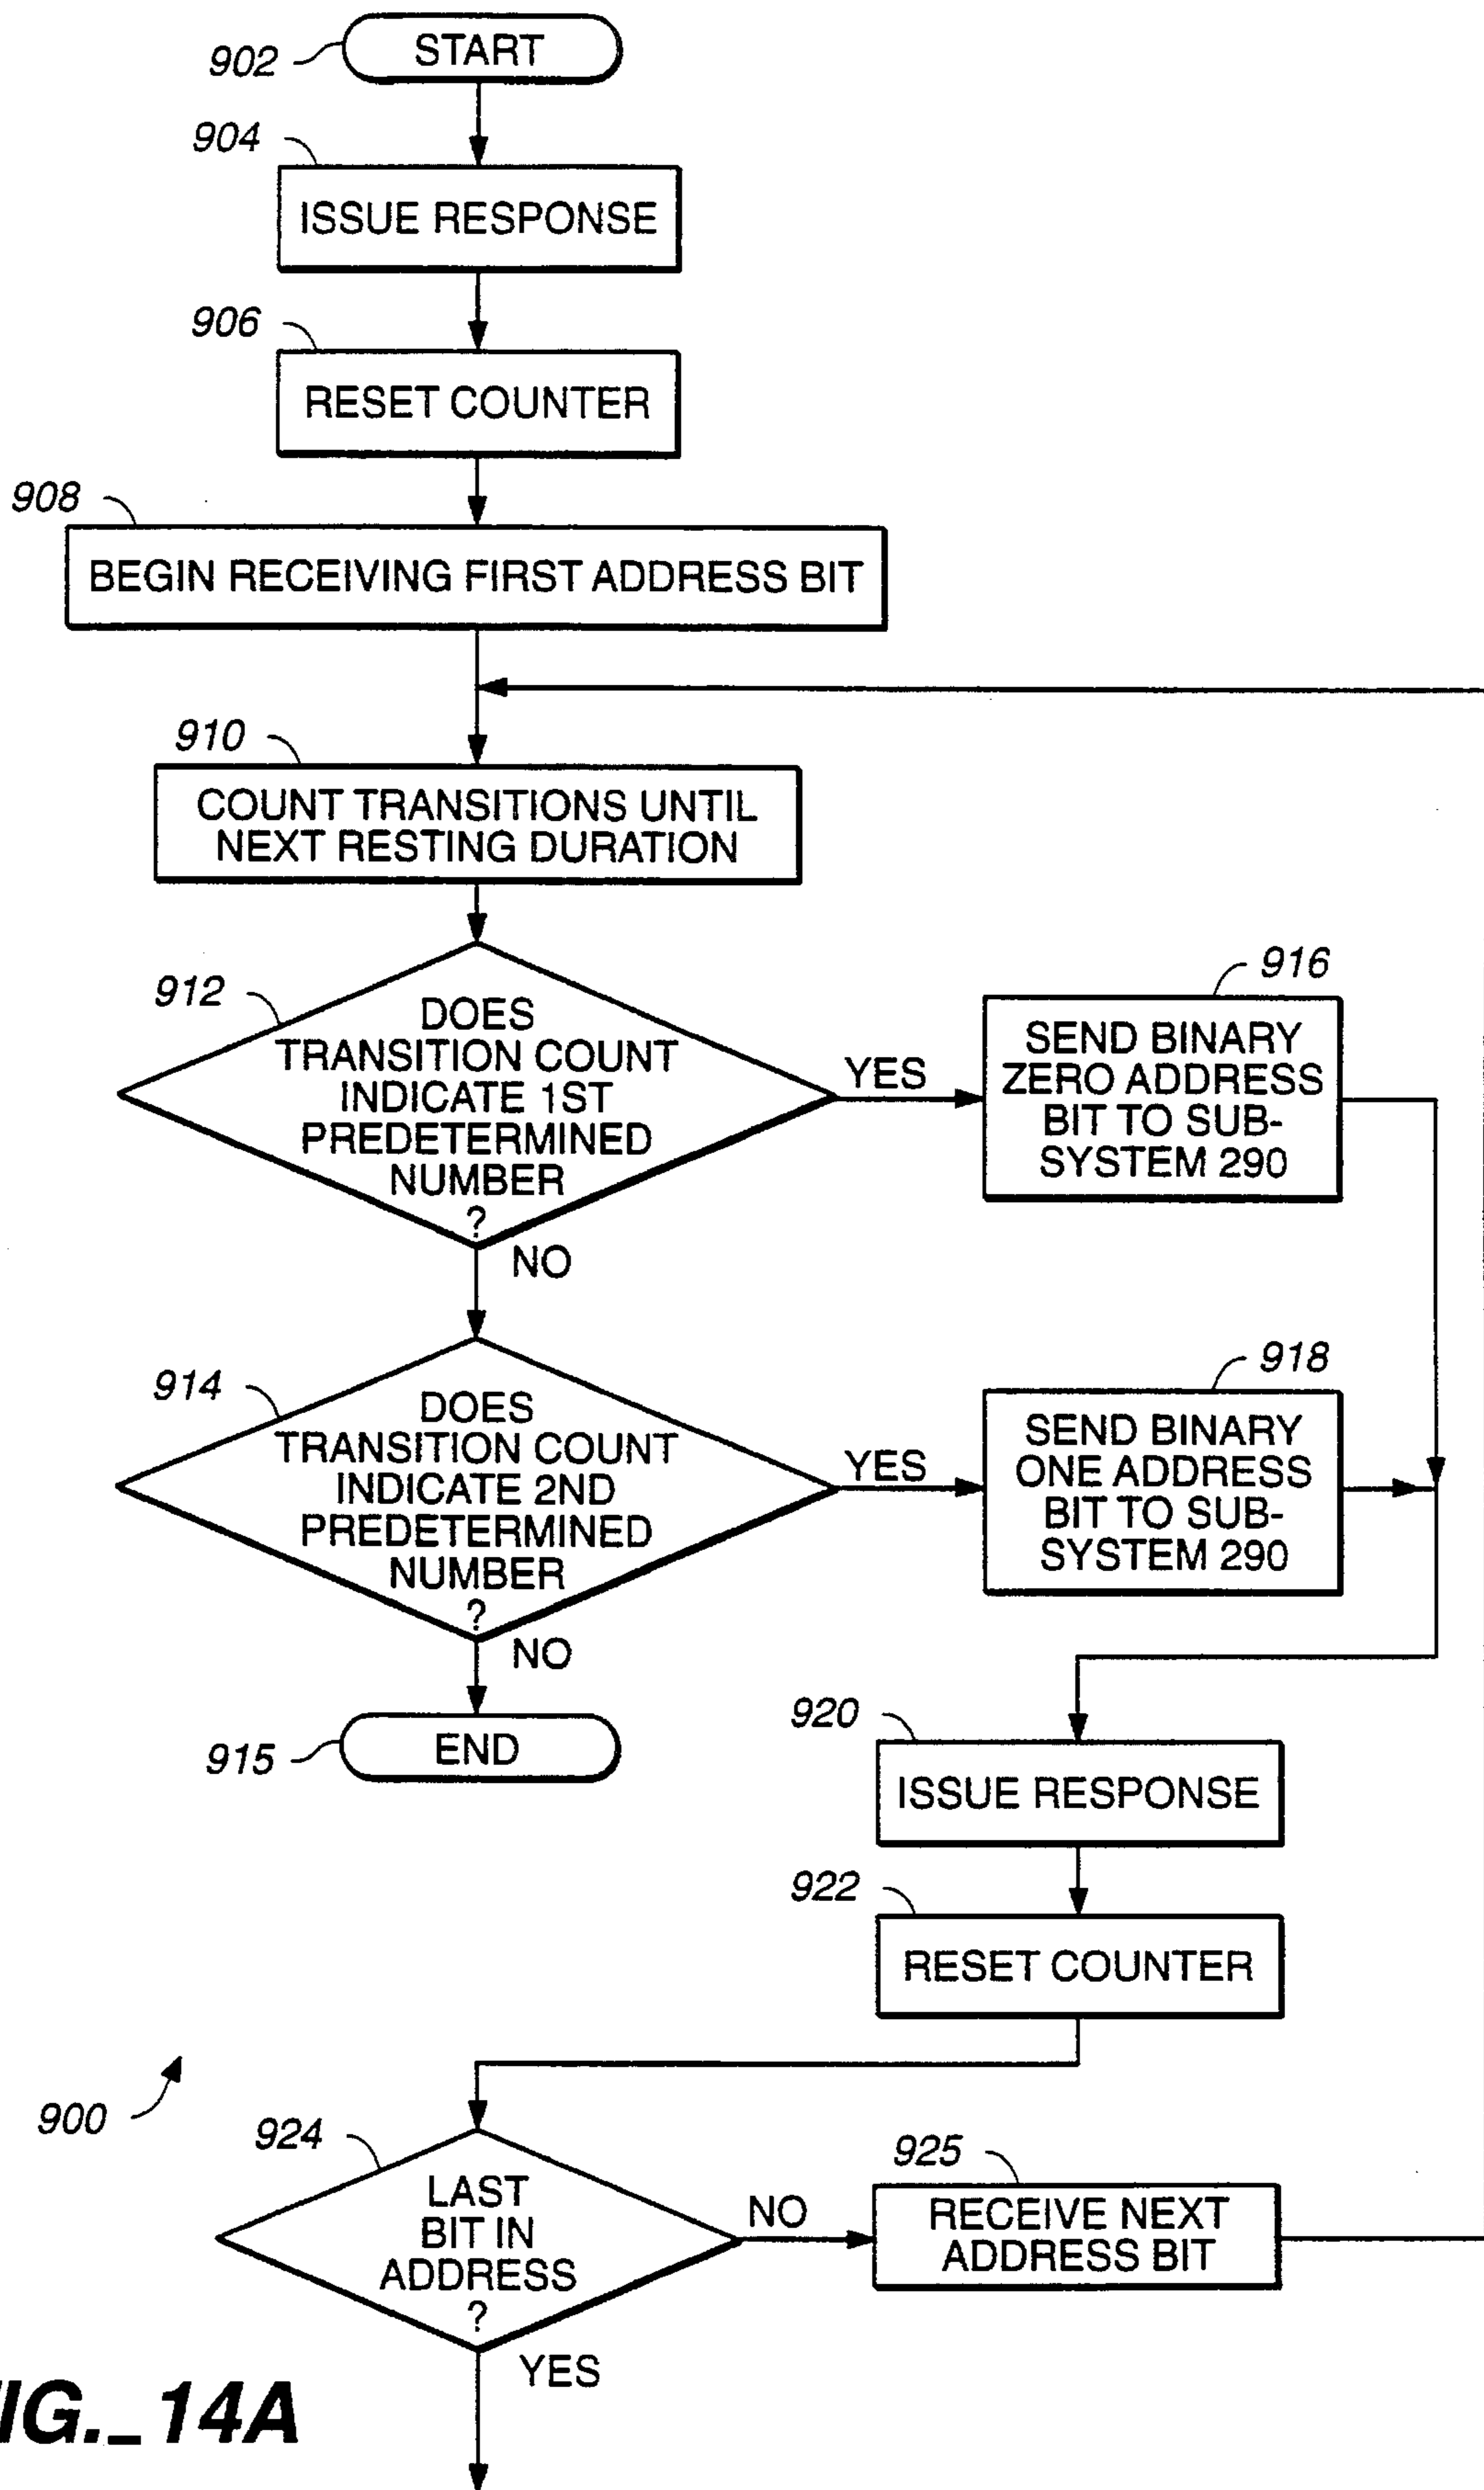 902
START
904
ISSUE RESPONSE
906
RESET COUNTER
908
BEGIN RECEIVING FIRST ADDRESS BIT
910
COUNT TRANSITIONS UNTIL
NEXT RESTING DURATION
912
DOES
TRANSITION COUNT
INDICATE 1ST
PREDETERMINED
NUMBER
?
YES
NO
916
SEND BINARY
ZERO ADDRESS
BIT TO SUB-
SYSTEM 290
914
DOES
TRANSITION COUNT
INDICATE 2ND
PREDETERMINED
NUMBER
?
YES
NO
918
SEND BINARY
ONE ADDRESS
BIT TO SUB-
SYSTEM 290
915
END
920
ISSUE RESPONSE
922
RESET COUNTER
900
924
LAST
BIT IN
ADDRESS
?
NO
YES
925
RECEIVE NEXT
ADDRESS BIT
IG._14A